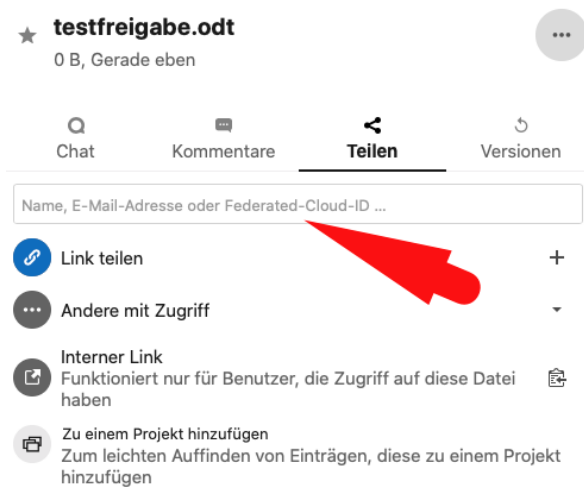 testfreigabe.odt
0 B, Gerade eben
Chat
Kommentare
Teilen
Versionen
Name, E-Mail-Adresse oder Federated-Cloud-ID ...
Link teilen
Andere mit Zugriff
Interner Link
Funktioniert nur für Benutzer, die Zugriff auf diese Datei
haben
Zu einem Projekt hinzufügen
Zum leichten Auffinden von Einträgen, diese zu einem Projekt
hinzufügen